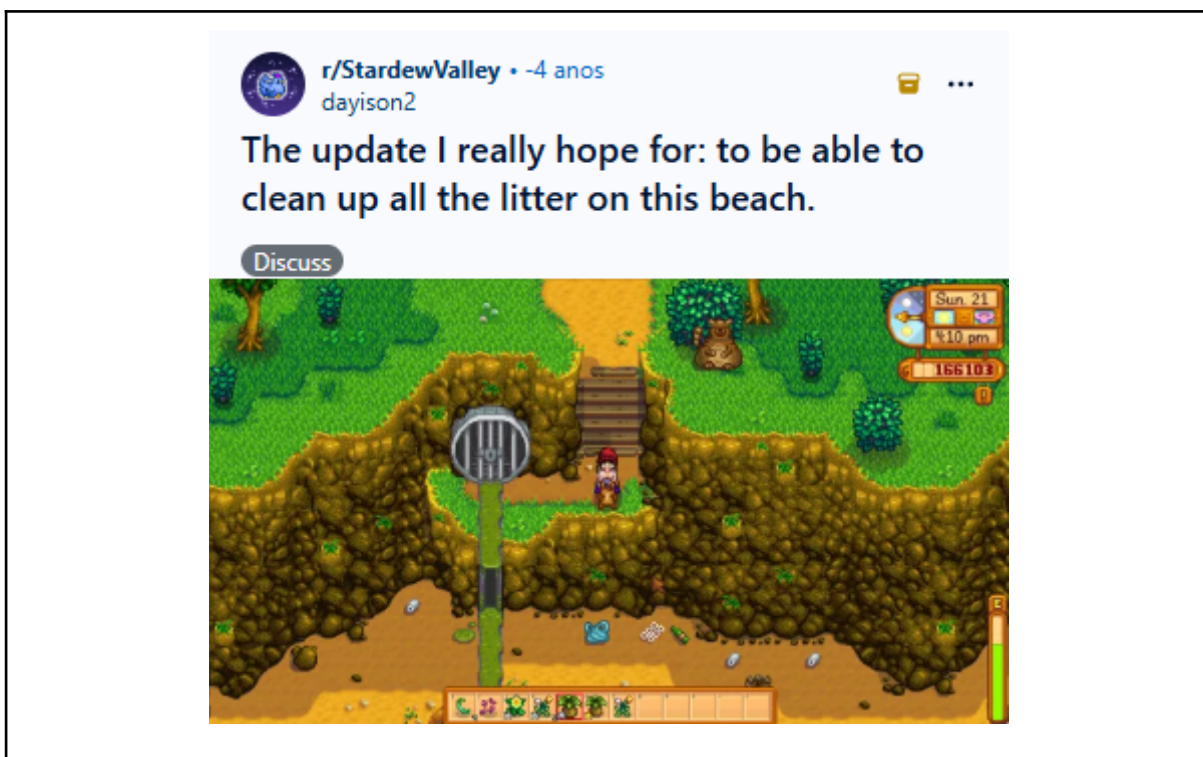 r/StardewValley • -4 anos
dayison2
The update I really hope for: to be able to
clean up all the litter on this beach.
Discuss
Sun. 21
4:10 pm
166103
E